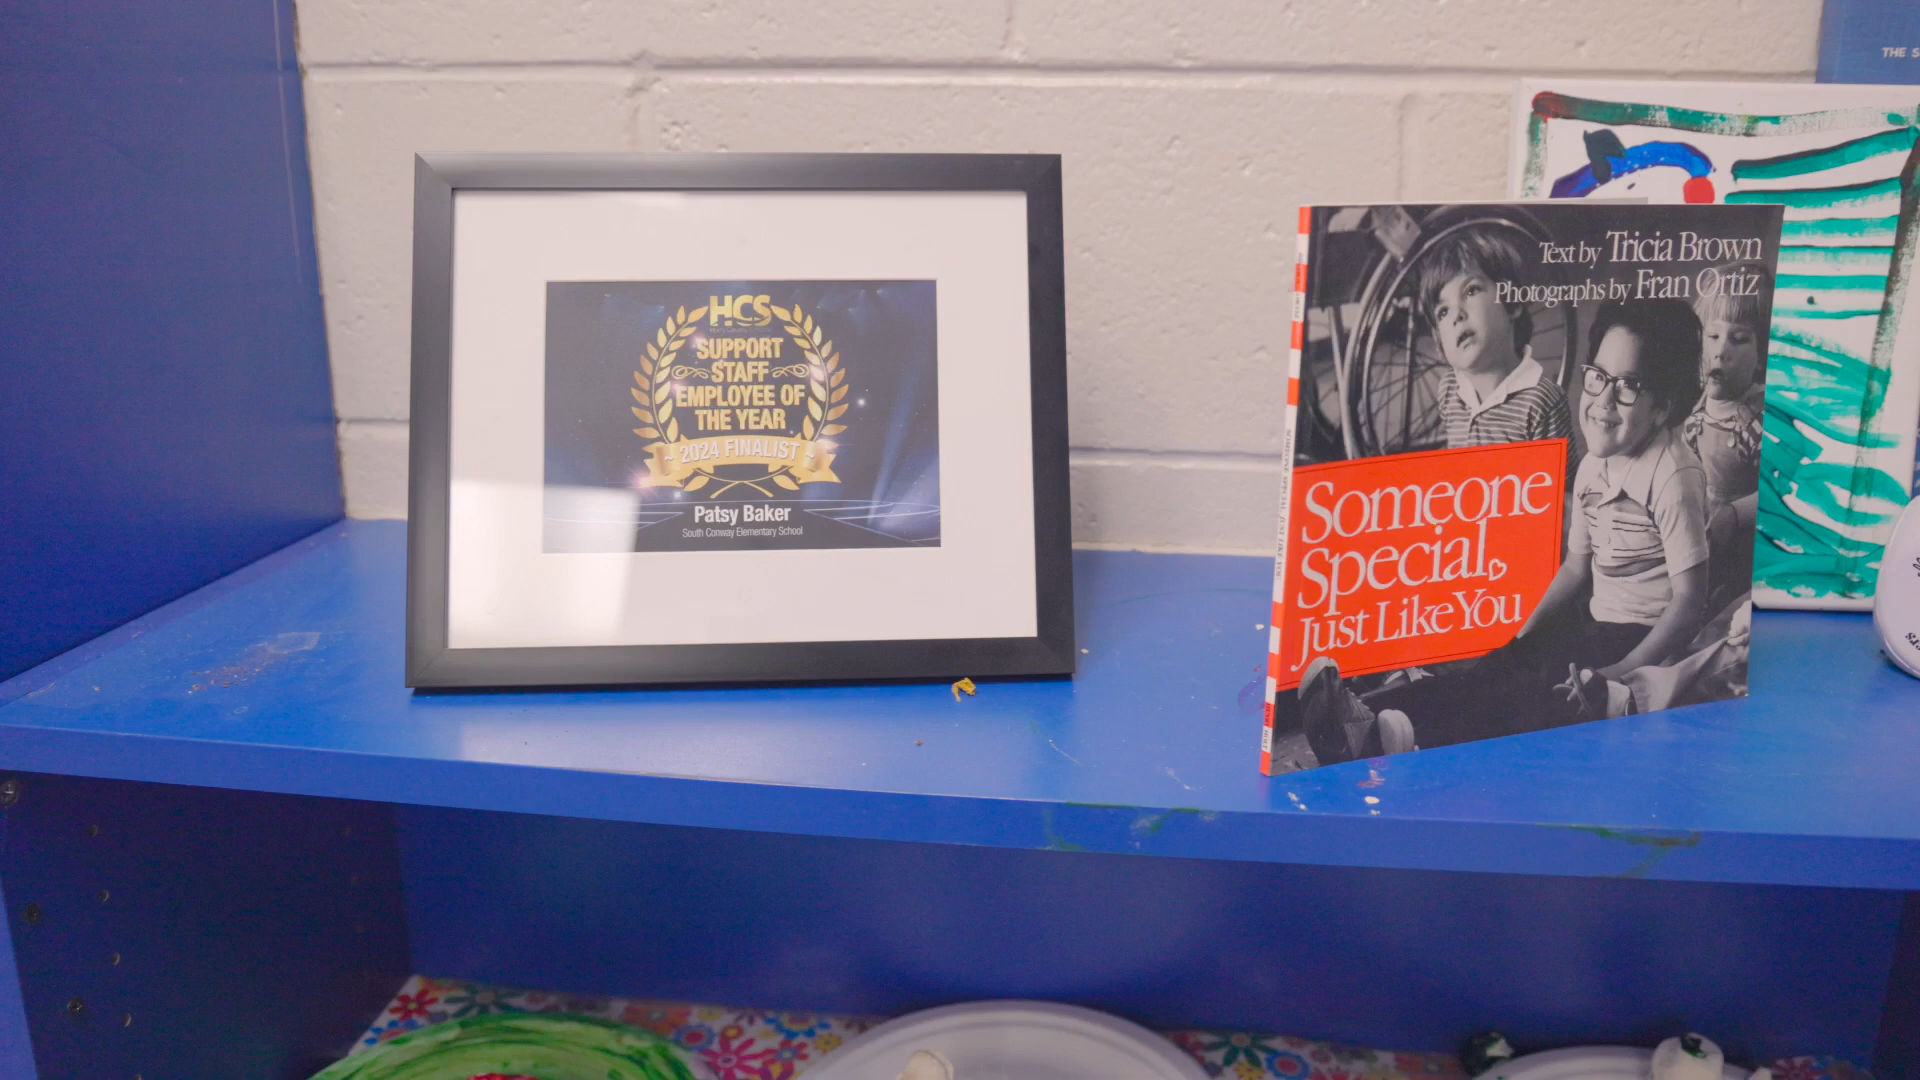 HCS
SUPPORT
STAFF
EMPLOYEE OF
THE YEAR
~ 2024 FINALIST ~
Patsy Baker
South Conway Elementary School
Text by Tricia Brown
Photographs by Fran Ortiz
Someone
Special
Just Like You
THE S